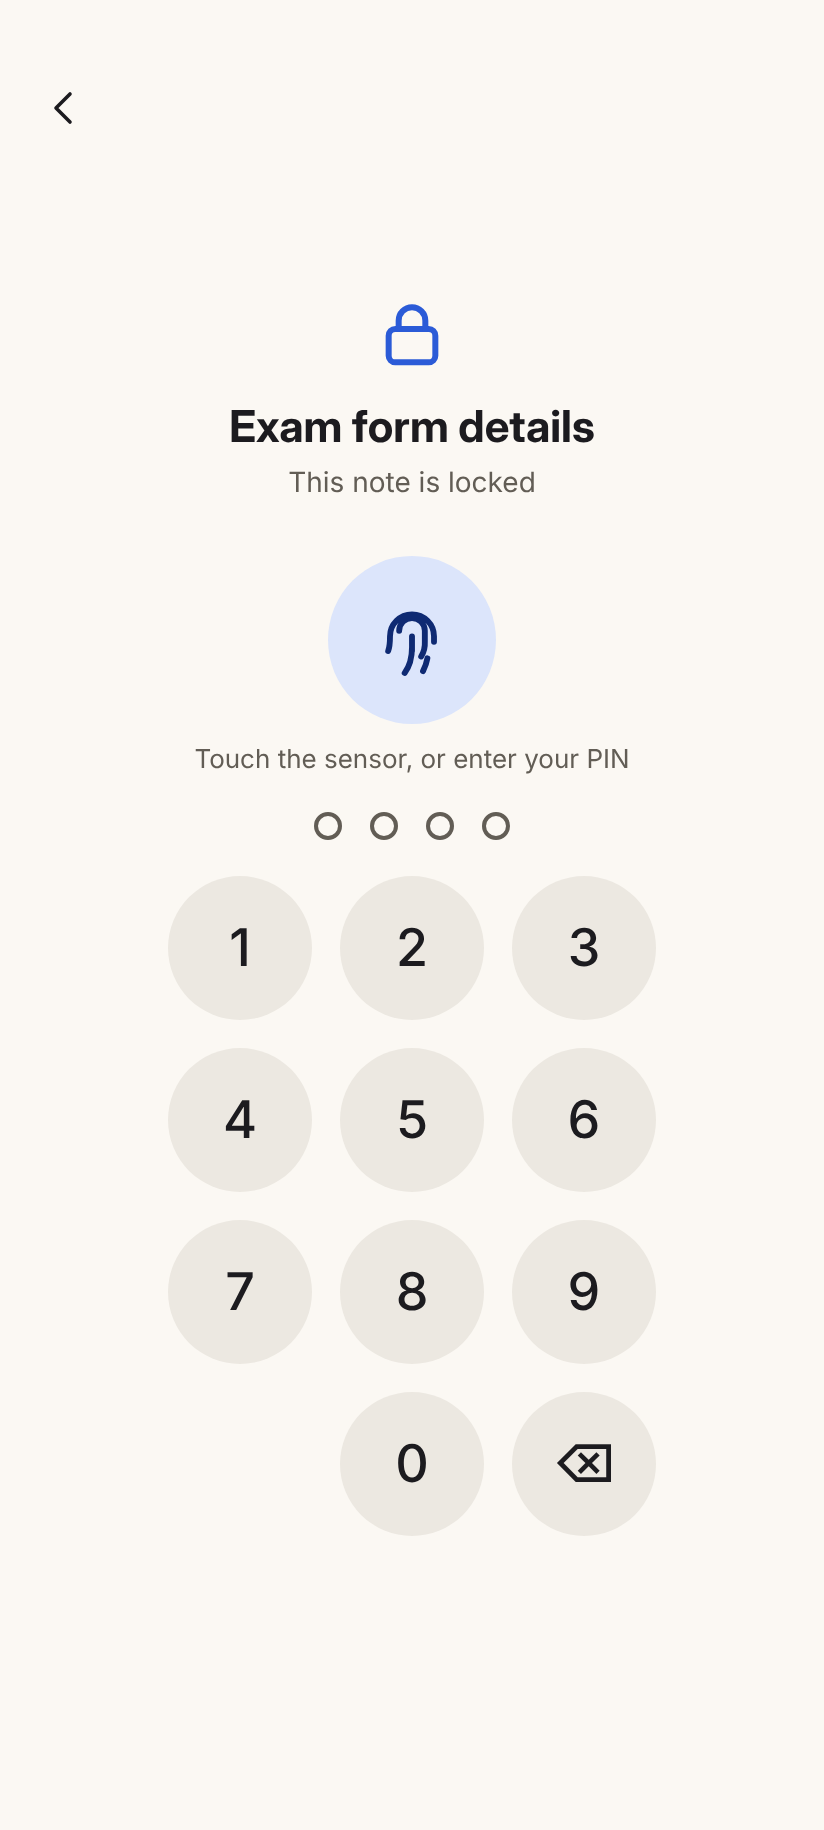 Exam form details
This note is locked
Touch the sensor, or enter your PIN
1 2 3
4 5 6
7 8 9
0